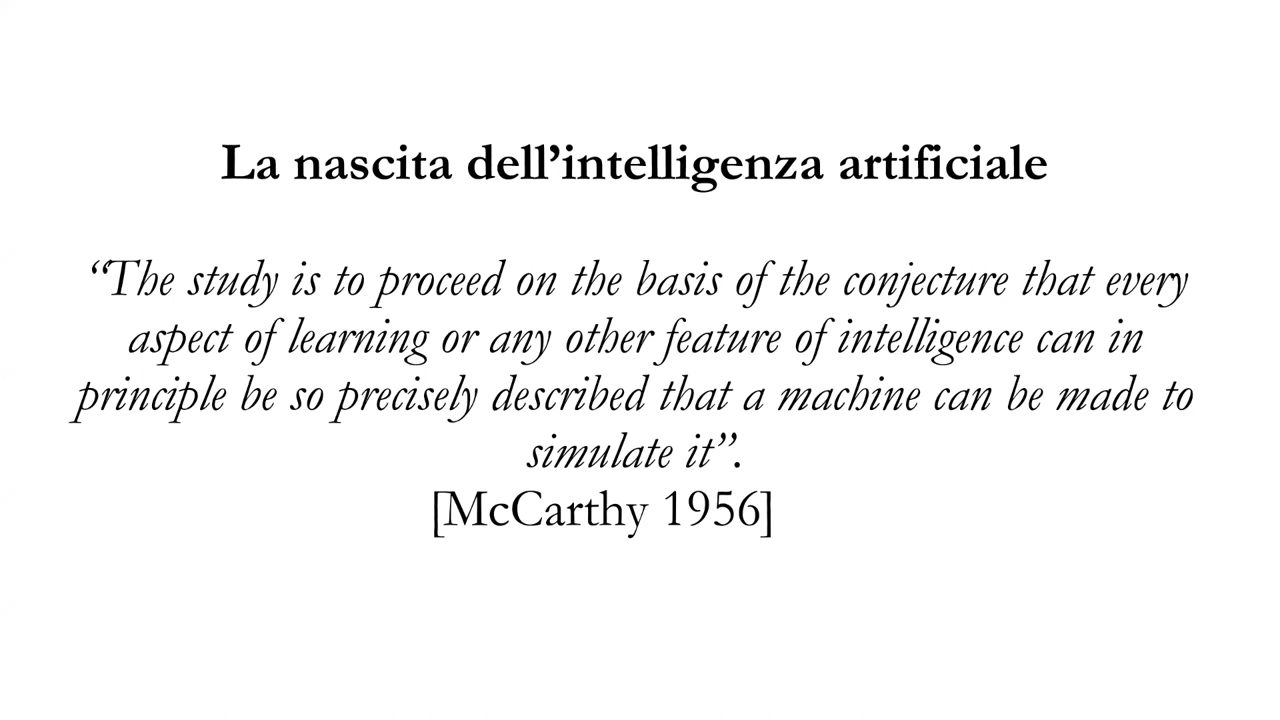 La nascita dell’intelligenza artificiale
“The study is to proceed on the basis of the conjecture that every
aspect of learning or any other feature of intelligence can in
principle be so precisely described that a machine can be made to
simulate it”.
[McCarthy 1956]